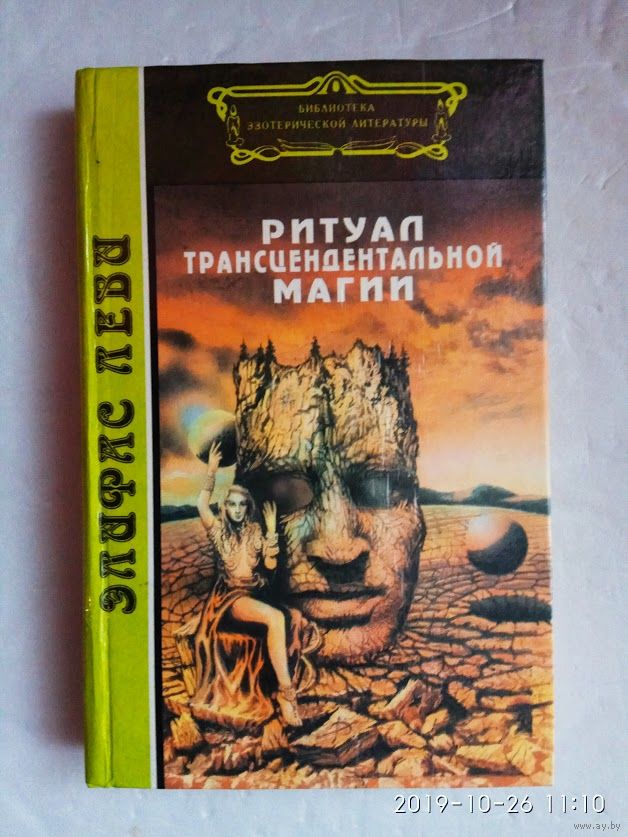 БИБЛИОТЕКА
ЭЗОТЕРИЧЕСКОЙ ЛИТЕРАТУРЫ
РИТУАЛ
ТРАНСЦЕНДЕНТАЛЬНОЙ
МАГИИ
ЭЛИФАС ЛЕВИ
2019-10-26 11:10
www.ay.by